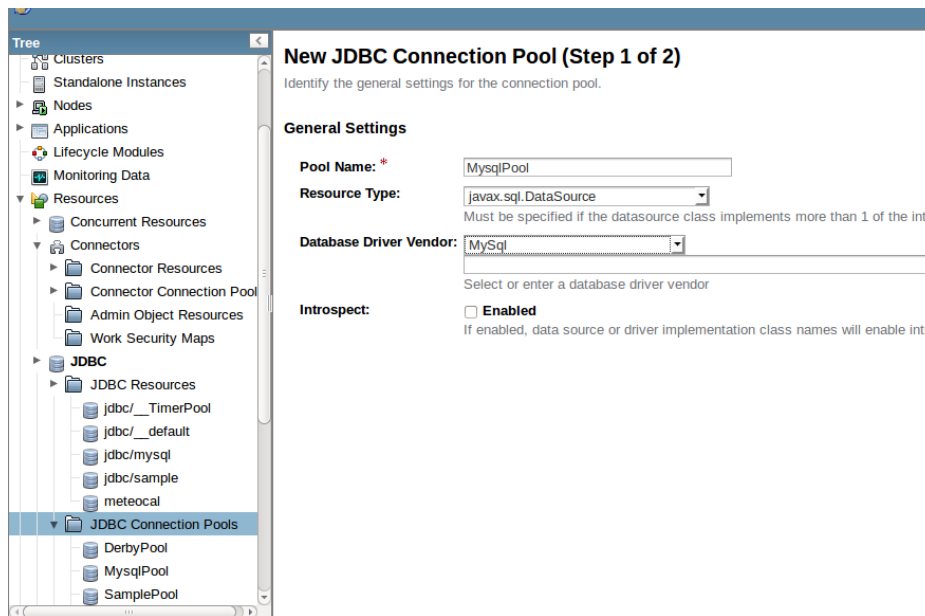 Tree
Clusters
Standalone Instances
Nodes
Applications
Lifecycle Modules
Monitoring Data
Resources
Concurrent Resources
Connectors
Connector Resources
Connector Connection Pool
Admin Object Resources
Work Security Maps
JDBC
JDBC Resources
jdbc/__TimerPool
jdbc/__default
jdbc/mysql
jdbc/sample
meteocal
JDBC Connection Pools
DerbyPool
MysqlPool
SamplePool
New JDBC Connection Pool (Step 1 of 2)
Identify the general settings for the connection pool.
General Settings
Pool Name: * MysqlPool
Resource Type: javax.sql.DataSource
Must be specified if the datasource class implements more than 1 of the int
Database Driver Vendor: MySql
Select or enter a database driver vendor
Introspect: Enabled
If enabled, data source or driver implementation class names will enable int